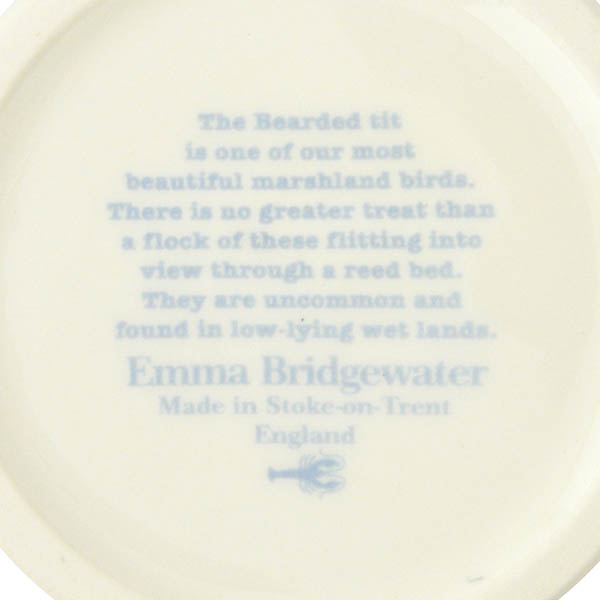 The Bearded tit
is one of our most
beautiful marshland birds.
There is no greater treat than
a flock of these flitting into
view through a reed bed.
They are uncommon and
found in low-lying wet lands.
Emma Bridgewater
Made in Stoke-on-Trent
England